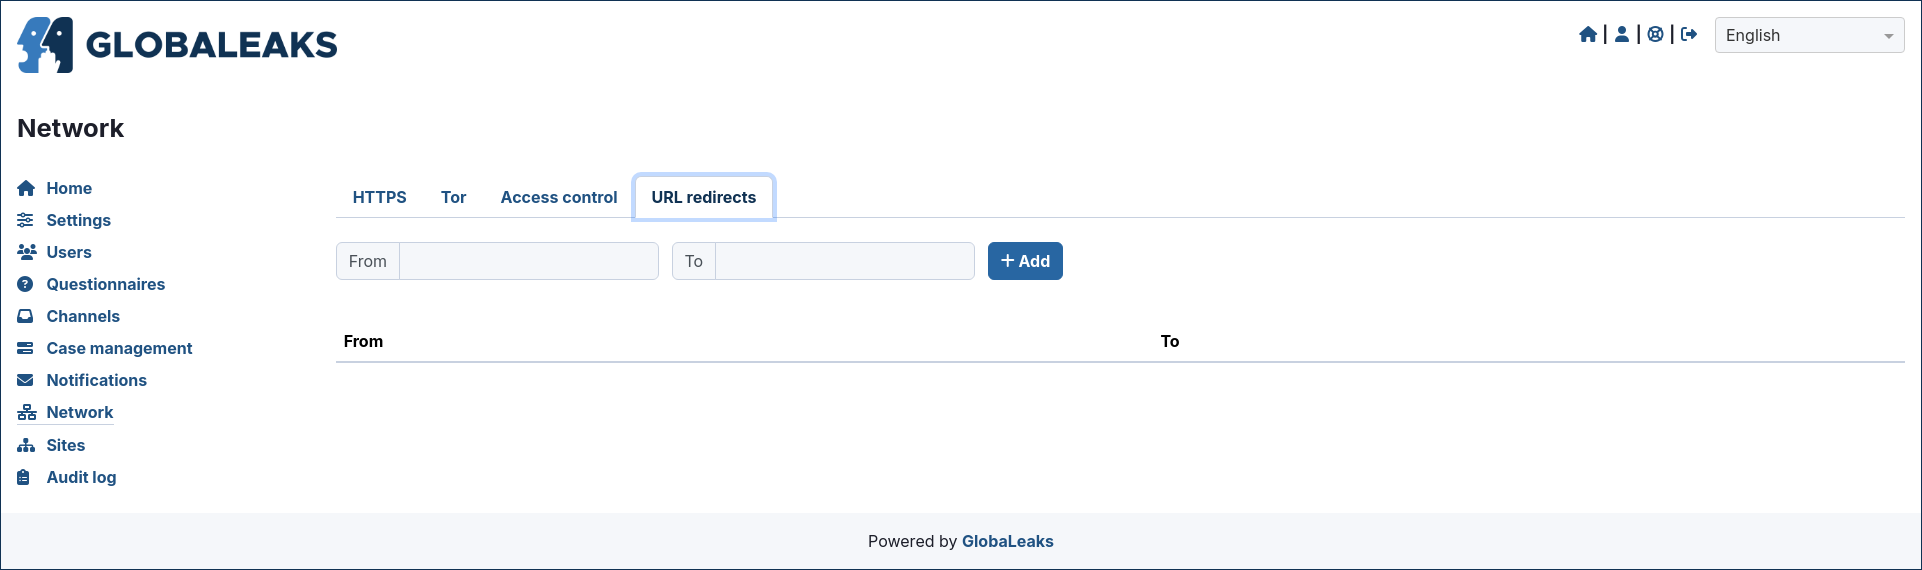 GLOBALEAKS
English
Network
Home
Settings
Users
Questionnaires
Channels
Case management
Notifications
Network
Sites
Audit log
HTTPS Tor Access control URL redirects
From To + Add
From To
Powered by GlobaLeaks